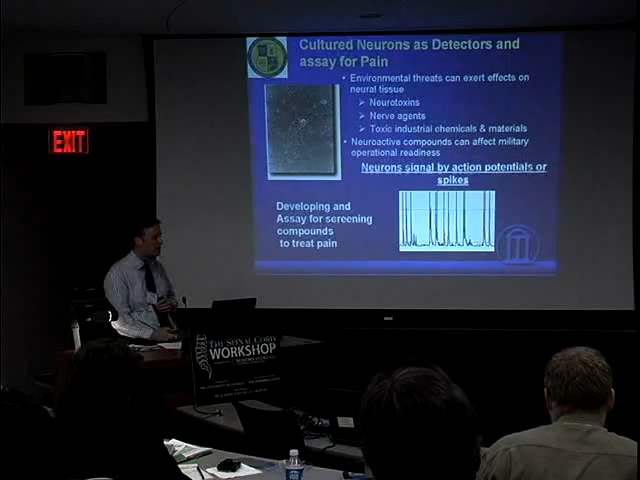 Cultured Neurons as Detectors and
assay for Pain
• Environmental threats can exert effects on
neural tissue
➤ Neurotoxins
➤ Nerve agents
➤ Toxic industrial chemicals & materials
• Neuroactive compounds can affect military
operational readiness
Neurons signal by action potentials or
spikes
Developing and
Assay for screening
compounds
to treat pain
EXIT
THE SPINAL CORD
WORKSHOP